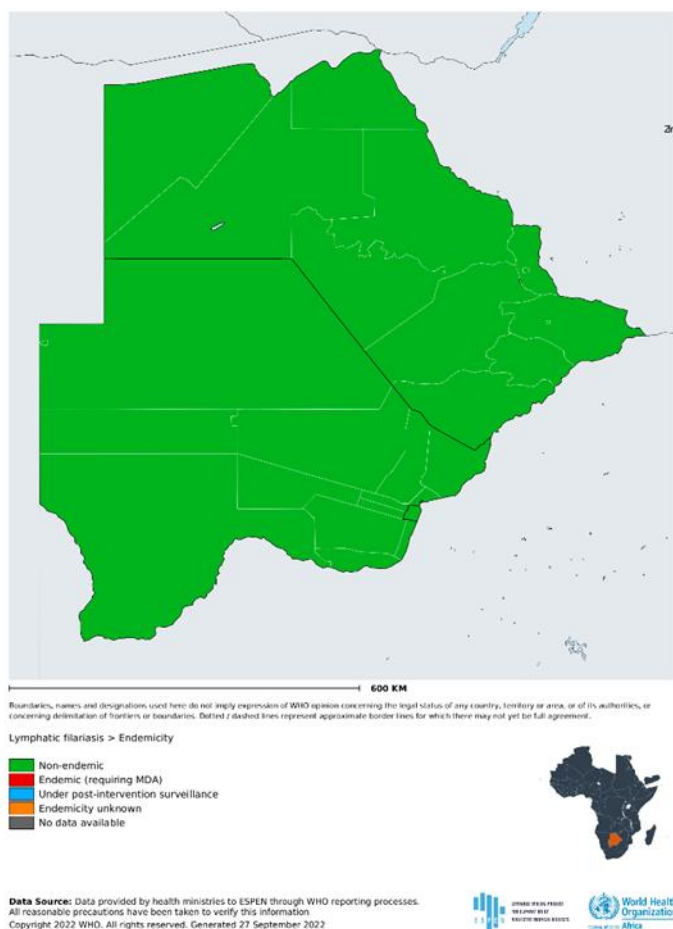 600 KM
Boundaries, names and designations used here do not imply expression of WHO opinion concerning the legal status of any country, territory or area, or of its authorities, or
concerning delimitation of frontiers or boundaries. Dotted / dashed lines represent approximate border lines for which there may not yet be full agreement.
Lymphatic filariasis > Endemicity
Non-endemic
Endemic (requiring MDA)
Under post-intervention surveillance
Endemicity unknown
No data available
Data Source: Data provided by health ministries to ESPEN through WHO reporting processes.
All reasonable precautions have been taken to verify this information
Copyright 2022 WHO. All rights reserved. Generated 27 September 2022
ESPEN
World Health
Organization
Africa